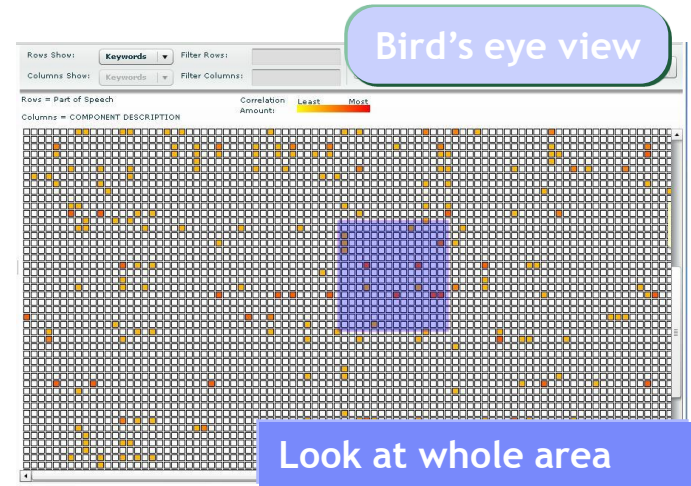 Bird's eye view
Rows Show: Keywords Filter Rows:
Columns Show: Keywords Filter Columns:
Rows = Part of Speech
Columns = COMPONENT DESCRIPTION
Correlation Amount: Least Most
Look at whole area